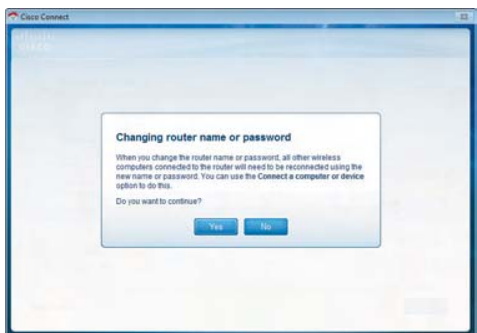 Cisco Connect
CISCO
Changing router name or password
When you change the router name or password, all other wireless
computers connected to the router will need to be reconnected using the
new name or password. You can use the Connect a computer or device
option to do this.
Do you want to continue?
Yes
No